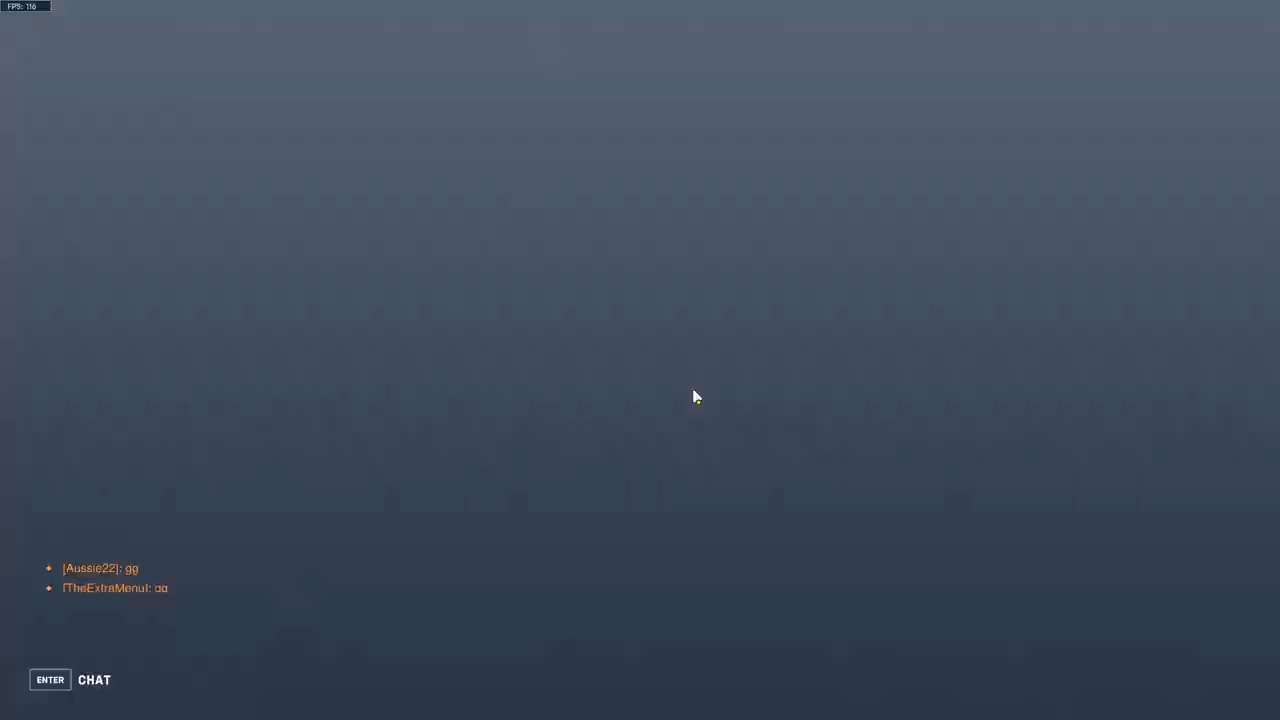 FPS: 116
[Aussie22]: gg
[TheExtraMenu]: gg
ENTER CHAT